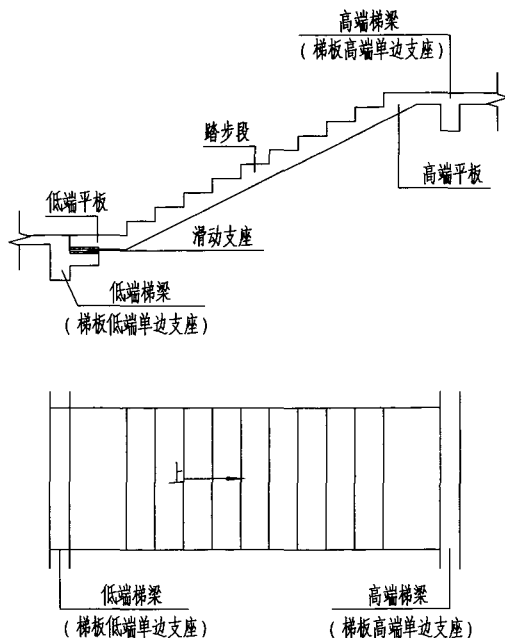 高端梯梁
（梯板高端单边支座）
踏步段
高端平板
低端平板
滑动支座
低端梯梁
（梯板低端单边支座）
上
低端梯梁
（梯板低端单边支座）
高端梯梁
（梯板高端单边支座）